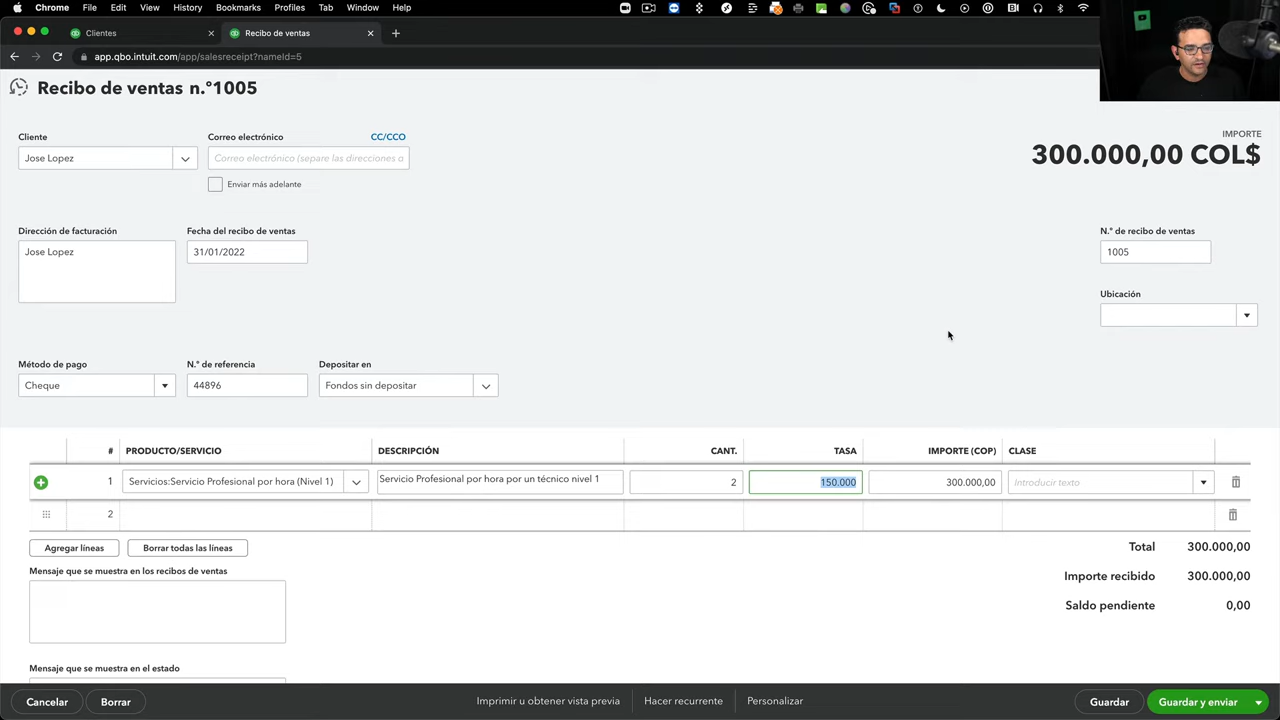 Chrome File Edit View History Bookmarks Profiles Tab Window Help
Clientes
Recibo de ventas
app.qbo.intuit.com/app/salesreceipt?nameId=5
Recibo de ventas n.°1005
Cliente
Correo electrónico
CC/CCO
IMPORTE
Jose Lopez
Correo electrónico (separe las direcciones a
300.000,00 COL$
Enviar más adelante
Dirección de facturación
Fecha del recibo de ventas
N.° de recibo de ventas
Jose Lopez
31/01/2022
1005
Ubicación
Método de pago
N.° de referencia
Depositar en
Cheque
44896
Fondos sin depositar
# PRODUCTO/SERVICIO DESCRIPCIÓN CANT. TASA IMPORTE (COP) CLASE
1 Servicios:Servicio Profesional por hora (Nivel 1) Servicio Profesional por hora por un técnico nivel 1 2 150.000 300.000,00 Introducir texto
2
Agregar líneas
Borrar todas las líneas
Total 300.000,00
Mensaje que se muestra en los recibos de ventas
Importe recibido 300.000,00
Saldo pendiente 0,00
Mensaje que se muestra en el estado
Cancelar
Borrar
Imprimir u obtener vista previa
Hacer recurrente
Personalizar
Guardar
Guardar y enviar